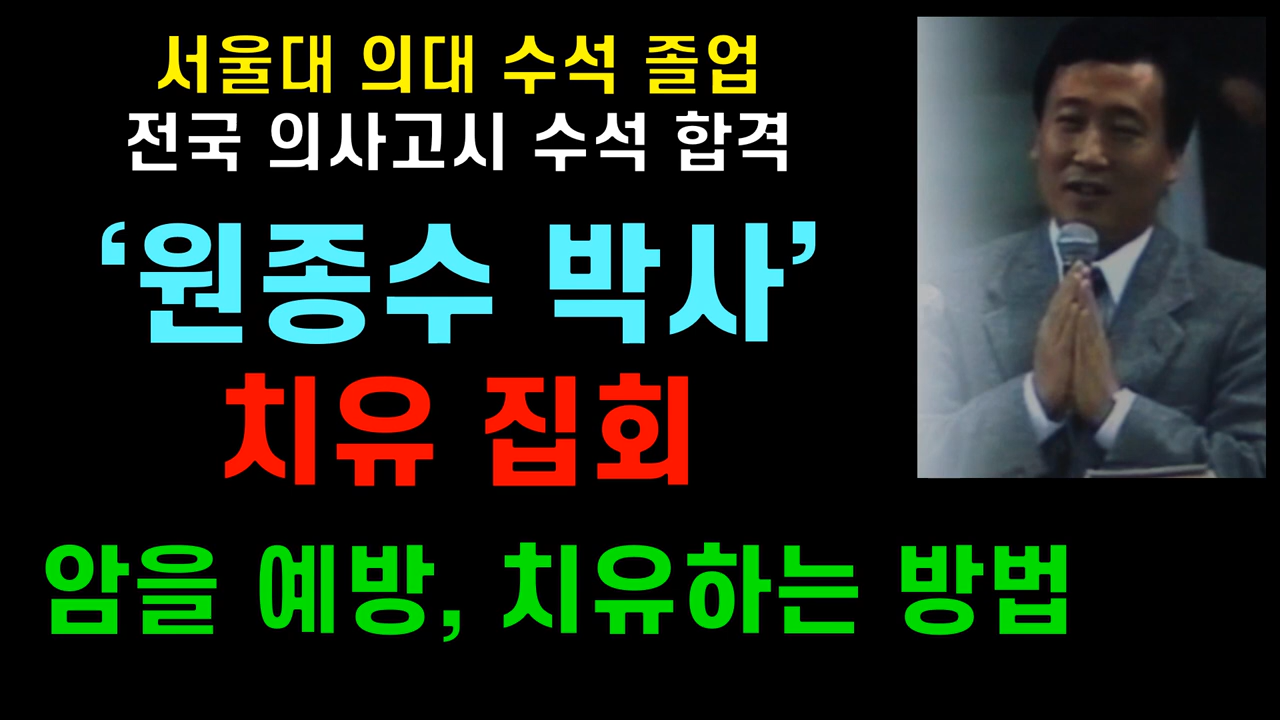 서울대 의대 수석 졸업
전국 의사고시 수석 합격
‘원종수 박사’
치유 집회
암을 예방, 치유하는 방법